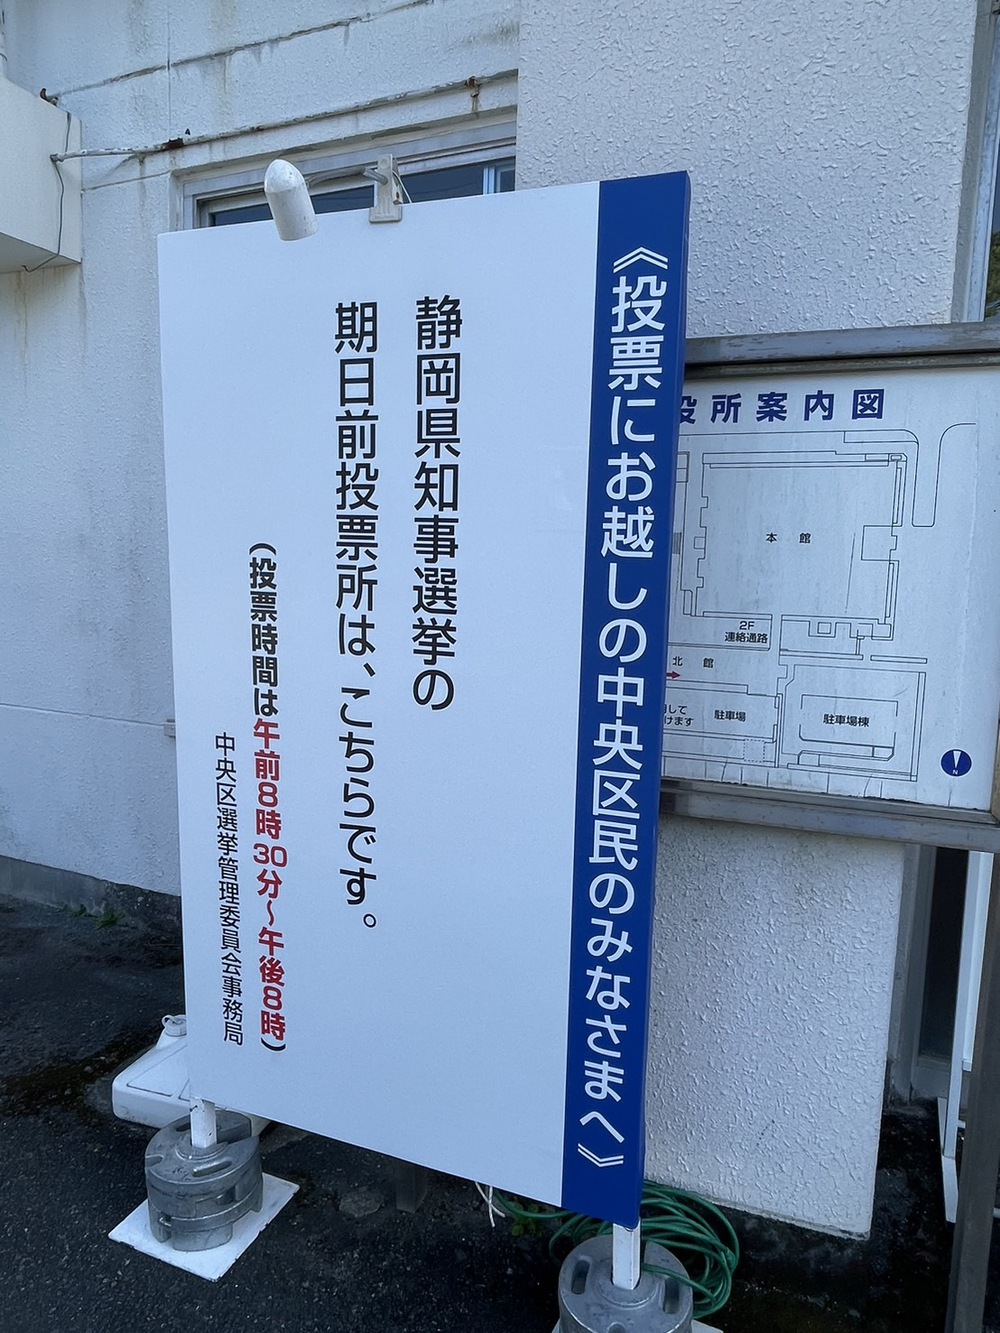 《投票にお越しの中央区民のみなさまへ》
静岡県知事選挙の
期日前投票所は、こちらです。
(投票時間は午前8時30分～午後8時)
中央区選挙管理委員会事務局
役所案内図
本館
2F
連絡通路
北館
駐車場
駐車場棟
N